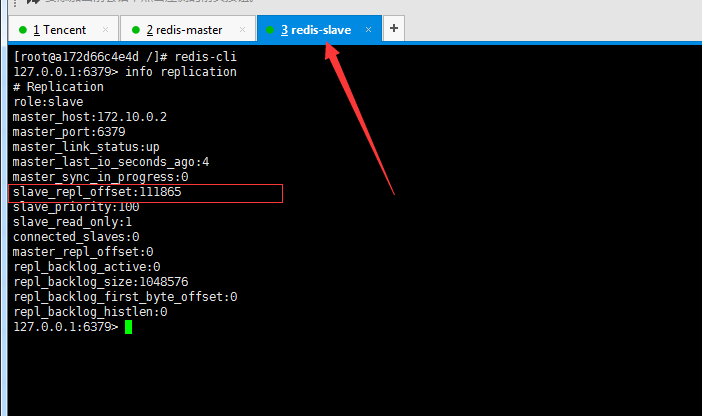 1 Tencent
2 redis-master
3 redis-slave
[root@a172d66c4e4d /]# redis-cli
127.0.0.1:6379> info replication
# Replication
role:slave
master_host:172.10.0.2
master_port:6379
master_link_status:up
master_last_io_seconds_ago:4
master_sync_in_progress:0
slave_repl_offset:111865
slave_priority:100
slave_read_only:1
connected_slaves:0
master_repl_offset:0
repl_backlog_active:0
repl_backlog_size:1048576
repl_backlog_first_byte_offset:0
repl_backlog_histlen:0
127.0.0.1:6379>